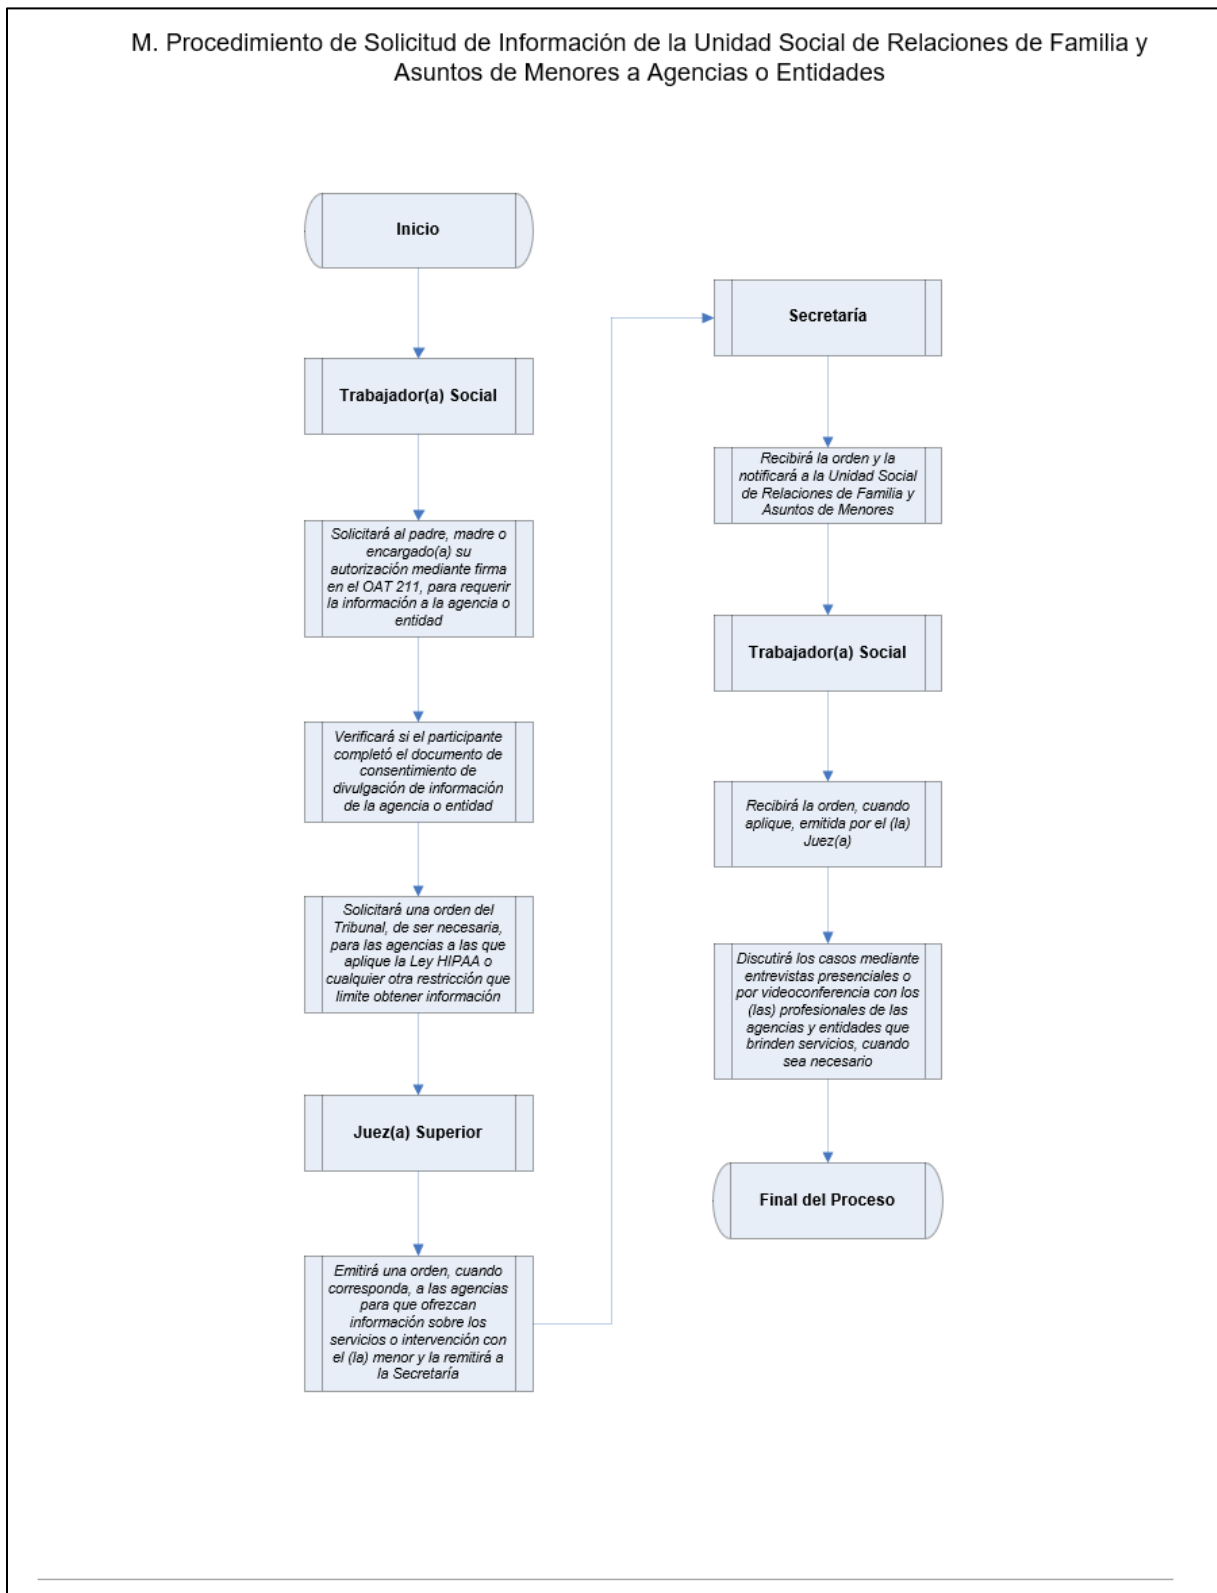 M. Procedimiento de Solicitud de Información de la Unidad Social de Relaciones de Familia y
Asuntos de Menores a Agencias o Entidades
Inicio
Trabajador(a) Social
Solicitará al padre, madre o
encargado(a) su
autorización mediante firma
en el OAT 211, para requerir
la información a la agencia o
entidad
Verificará si el participante
completó el documento de
consentimiento de
divulgación de información
de la agencia o entidad
Solicitará una orden del
Tribunal, de ser necesaria,
para las agencias a las que
aplique la Ley HIPAA o
cualquier otra restricción que
limite obtener información
Juez(a) Superior
Emitirá una orden, cuando
corresponda, a las agencias
para que ofrezcan
información sobre los
servicios o intervención con
el (la) menor y la remitirá a
la Secretaría
Secretaría
Recibirá la orden y la
notificará a la Unidad Social
de Relaciones de Familia y
Asuntos de Menores
Trabajador(a) Social
Recibirá la orden, cuando
aplique, emitida por el (la)
Juez(a)
Discutirá los casos mediante
entrevistas presenciales o
por videoconferencia con los
(las) profesionales de las
agencias y entidades que
brinden servicios, cuando
sea necesario
Final del Proceso